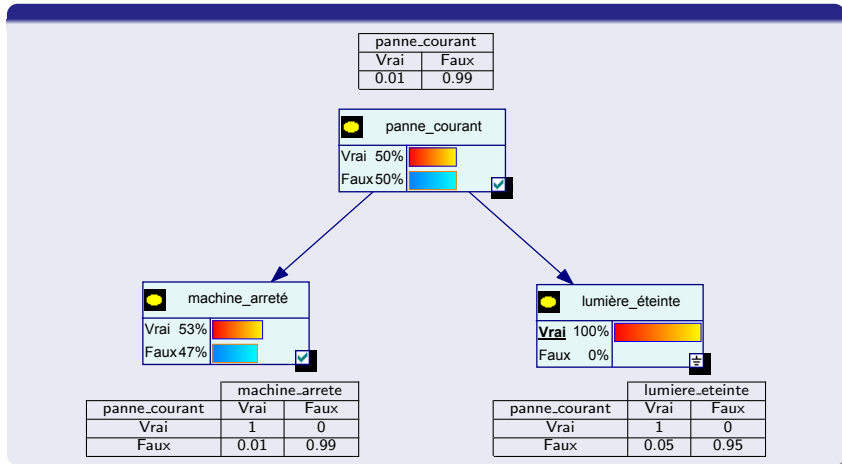 panne_courant
Vrai Faux
0.01 0.99
panne_courant
Vrai 50%
Faux 50%
machine_arreté
Vrai 53%
Faux 47%
lumière_éteinte
Vrai 100%
Faux 0%
machine_arrete
panne_courant Vrai Faux
Vrai 1 0
Faux 0.01 0.99
lumiere_eteinte
panne_courant Vrai Faux
Vrai 1 0
Faux 0.05 0.95